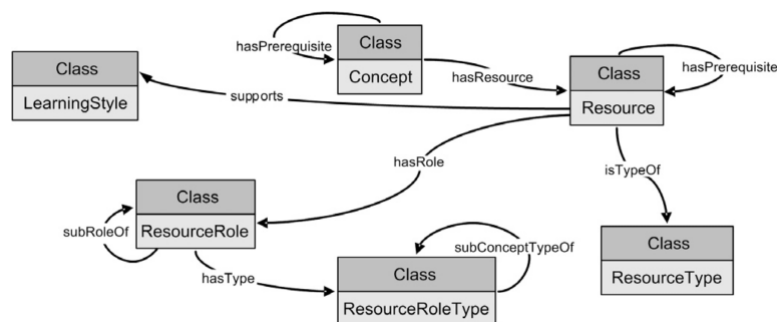 hasPrerequisite
Class
Concept
hasResource
Class
Resource
hasPrerequisite
Class
LearningStyle
supports
hasRole
isTypeOf
Class
ResourceRole
subRoleOf
hasType
subConceptTypeOf
Class
ResourceRoleType
Class
ResourceType